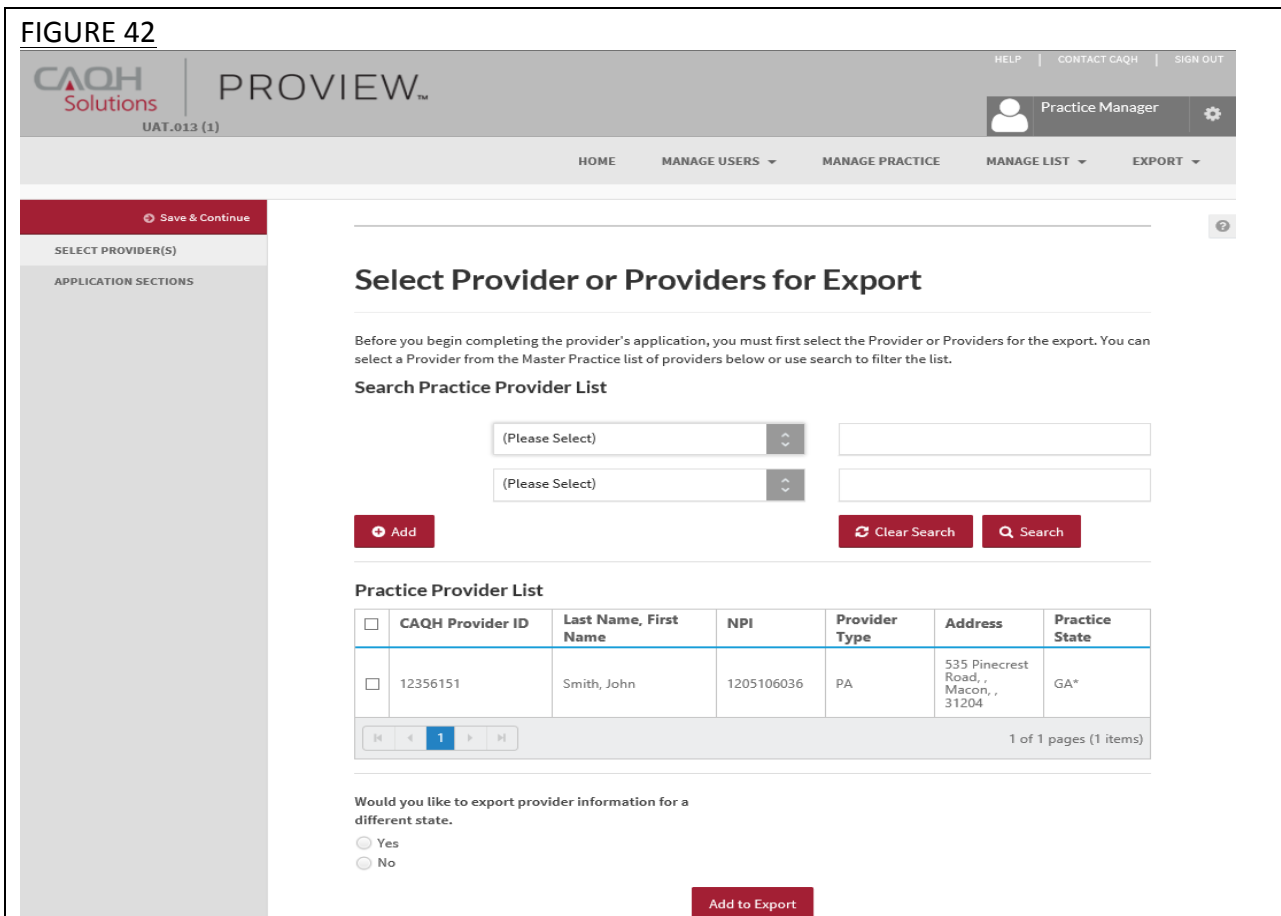 FIGURE 42
CAQH
Solutions
PROVIEW™
UAT.013 (1)
HELP | CONTACT CAQH | SIGN OUT
Practice Manager
HOME MANAGE USERS MANAGE PRACTICE MANAGE LIST EXPORT
Save & Continue
SELECT PROVIDER(S)
APPLICATION SECTIONS
Select Provider or Providers for Export
Before you begin completing the provider's application, you must first select the Provider or Providers for the export. You can
select a Provider from the Master Practice list of providers below or use search to filter the list.
Search Practice Provider List
(Please Select)
(Please Select)
Add Clear Search Search
Practice Provider List
CAQH Provider ID Last Name, First Name NPI Provider Type Address Practice State
12356151 Smith, John 1205106036 PA 535 Pinecrest Road, , Macon, , 31204 GA*
1 1 of 1 pages (1 items)
Would you like to export provider information for a
different state.
Yes
No
Add to Export